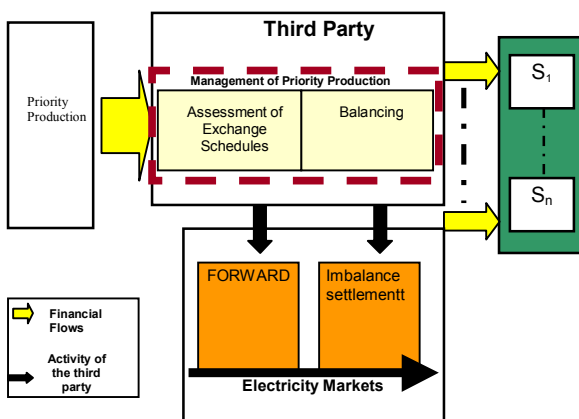 Third Party
Management of Priority Production
Priority
Production
Assessment of
Exchange
Schedules
Balancing
S1
Sn
FORWARD
Imbalance
settlementt
Electricity Markets
Financial
Flows
Activity of
the third
party